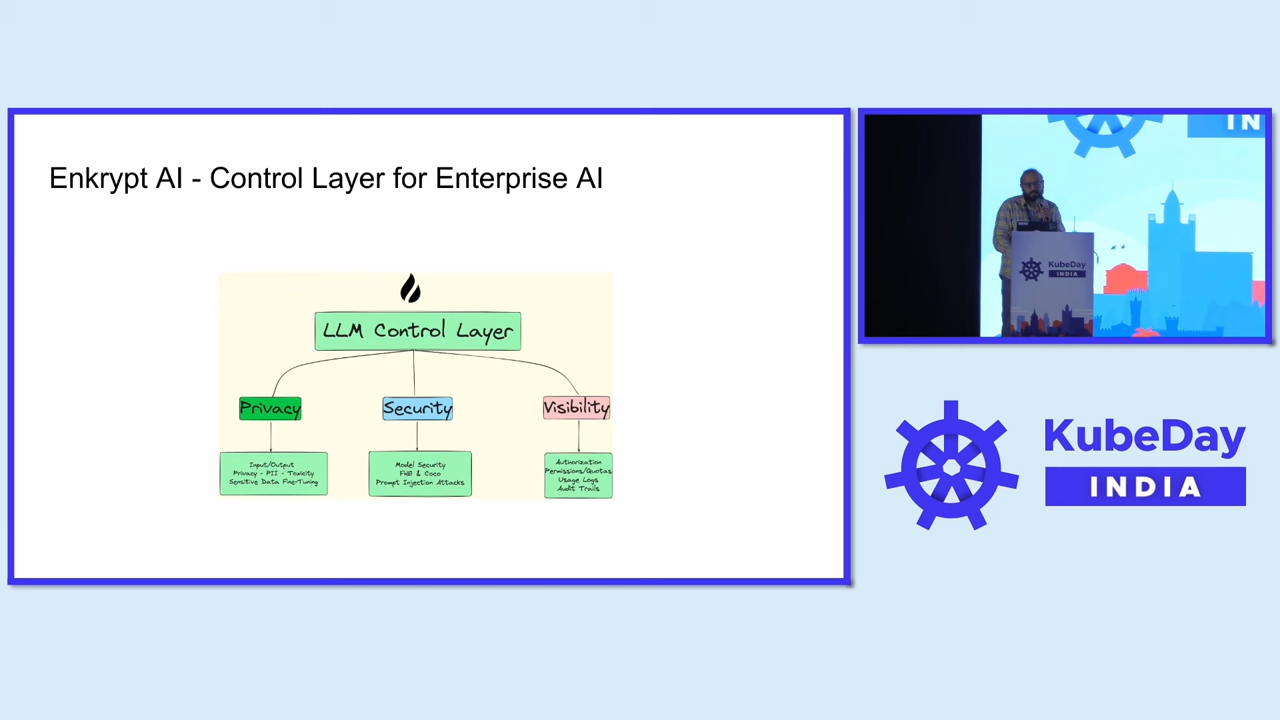 Enkrypt AI - Control Layer for Enterprise AI
LLM Control Layer
Privacy
Security
Visibility
Input/Output
Privacy - PII - Toxicity
Sensitive Data Fine-Tuning
Model Security
FHE & Coco
Prompt Injection Attacks
Authorization
Permissions/Quotas
Usage Logs
Audit Trails
IN
KubeDay
INDIA
KubeDay
INDIA